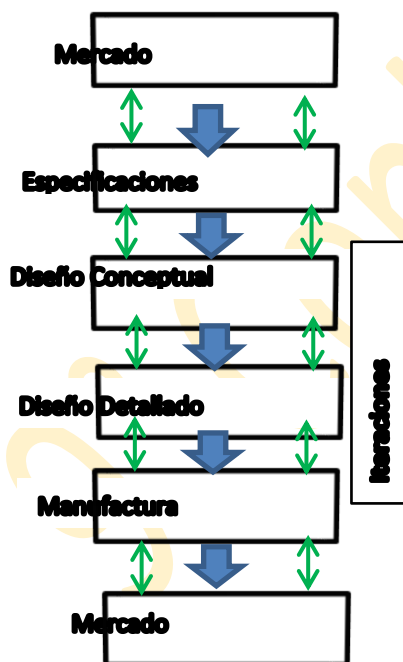 Mercado
Especificaciones
Diseño Conceptual
Diseño Detallado
Iteraciones
Manufactura
Mercado